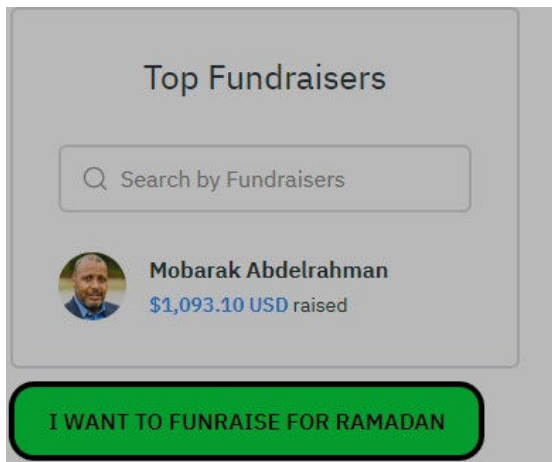 Top Fundraisers
Search by Fundraisers
Mobarak Abdelrahman
$1,093.10 USD raised
I WANT TO FUNRAISE FOR RAMADAN